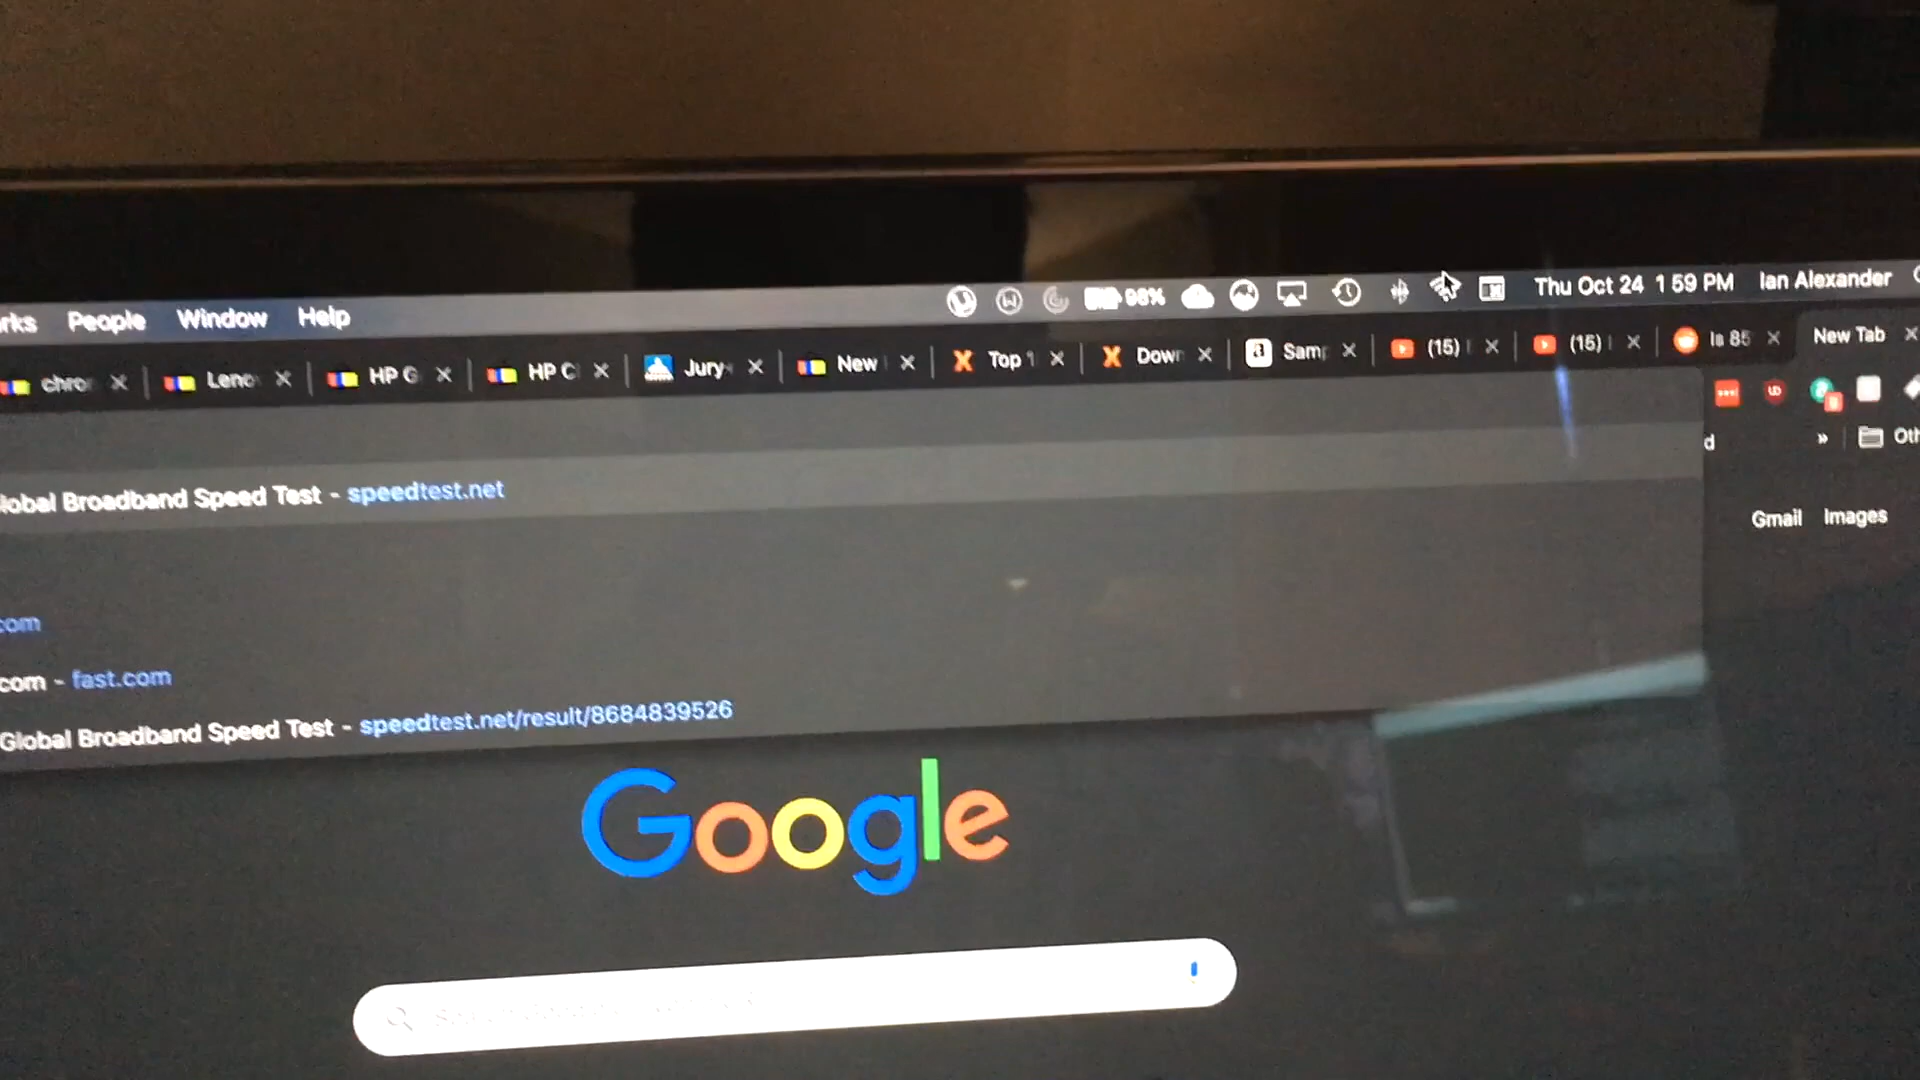 rks People Window Help 98% Thu Oct 24 1 59 PM Ian Alexander
chro Leno HP G HP C Jury New Top 1 Down Samp (15) (15) Is 85 New Tab
d » Oth
lobal Broadband Speed Test - speedtest.net
Gmail Images
com
com - fast.com
Global Broadband Speed Test - speedtest.net/result/8684839526
Google